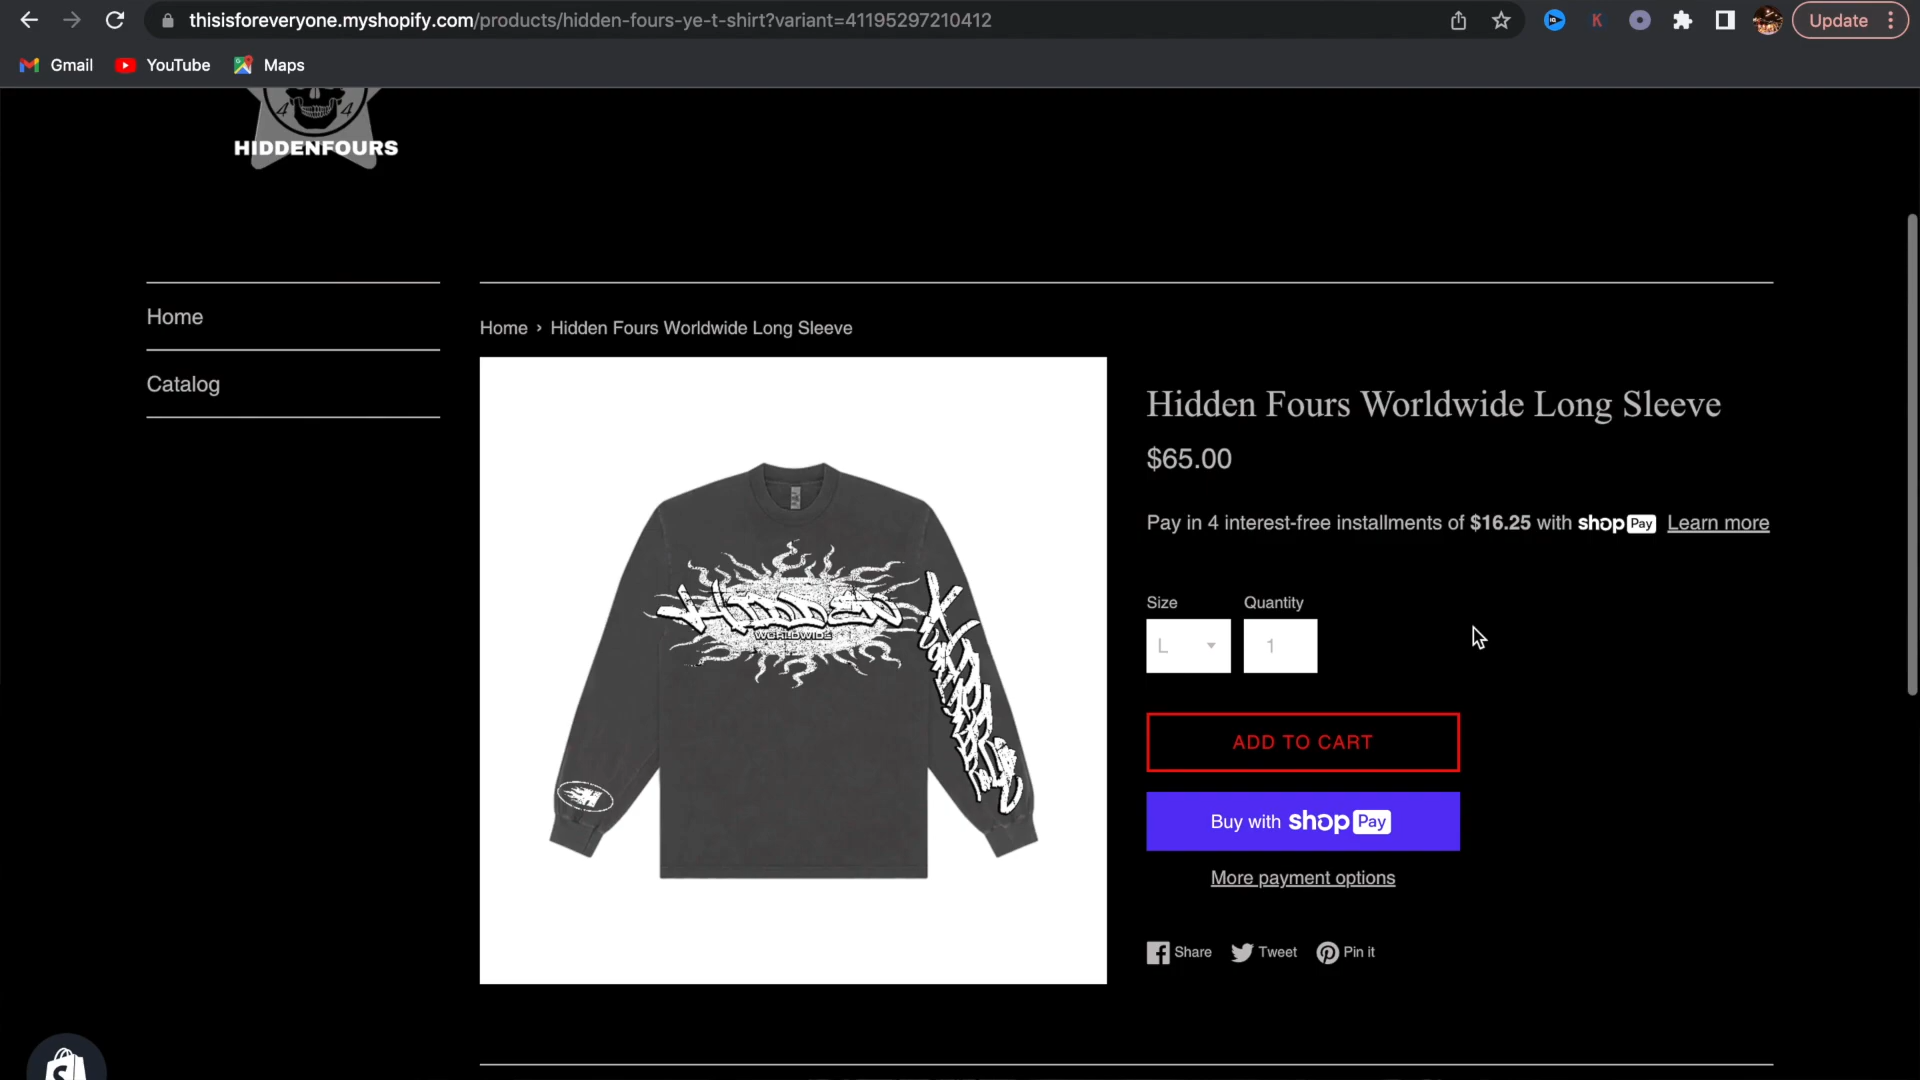 thisisforeveryone.myshopify.com/products/hidden-fours-ye-t-shirt?variant=41195297210412
K
Update
Gmail
YouTube
Maps
4 4
HIDDENFOURS
Home
Catalog
Home › Hidden Fours Worldwide Long Sleeve
HIDDEN
WORLDWIDE
H
Hidden Fours Worldwide Long Sleeve
$65.00
Pay in 4 interest-free installments of $16.25 with shop Pay Learn more
Size
Quantity
L
1
ADD TO CART
Buy with shop Pay
More payment options
Share
Tweet
Pin it